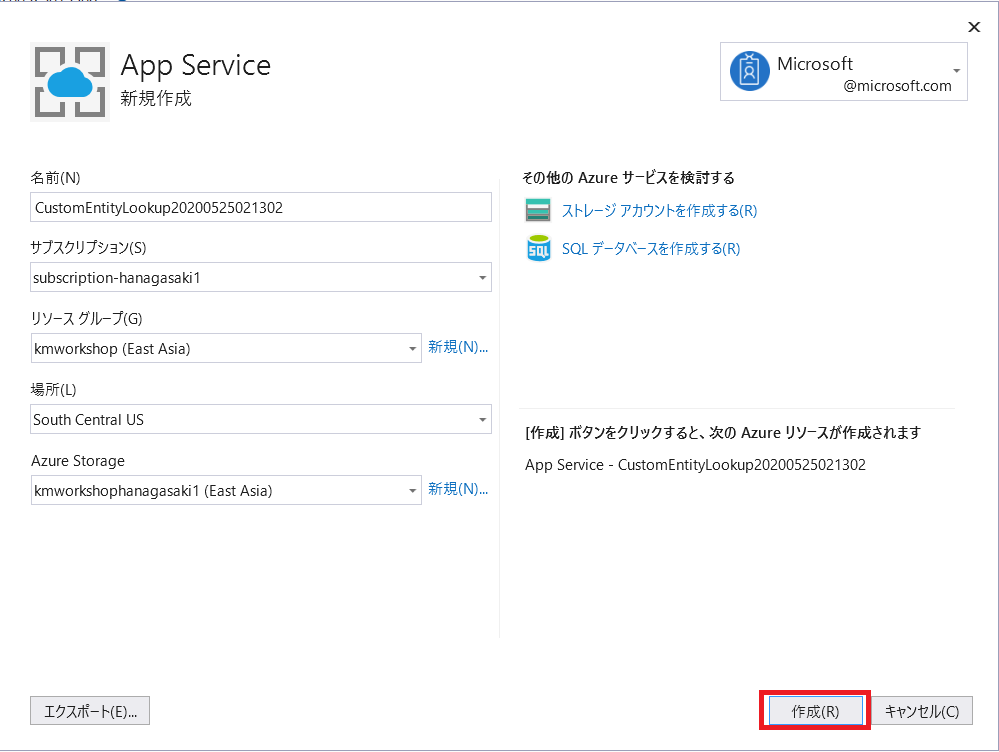 App Service
新規作成
Microsoft
@microsoft.com
名前(N)
CustomEntityLookup20200525021302
サブスクリプション(S)
subscription-hanagasaki1
リソース グループ(G)
kmworkshop (East Asia)
新規(N)...
場所(L)
South Central US
Azure Storage
kmworkshophanagasaki1 (East Asia)
新規(N)...
その他の Azure サービスを検討する
ストレージ アカウントを作成する(R)
SQL
SQL データベースを作成する(R)
[作成] ボタンをクリックすると、次の Azure リソースが作成されます
App Service - CustomEntityLookup20200525021302
エクスポート(E)...
作成(R)
キャンセル(C)